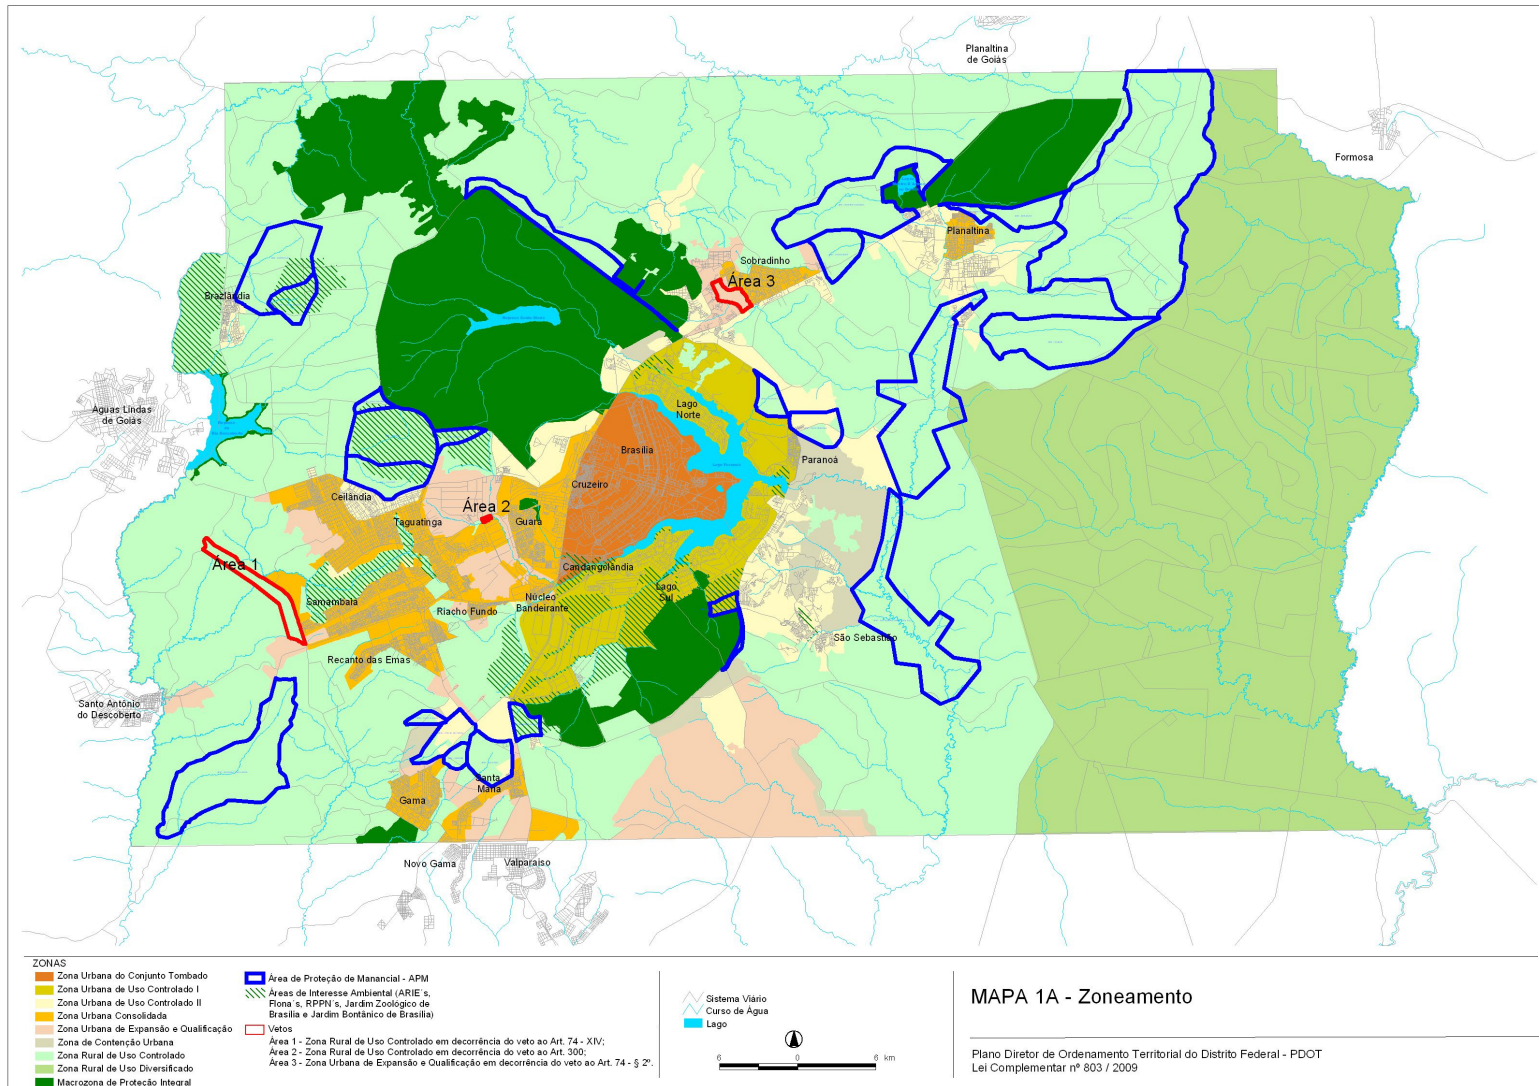 Planaltina
de Goiás
Formosa
Planaltina
Sobradinho
Área 3
Brazlândia
Águas Lindas
de Goiás
Lago
Norte
Brasília
Paranoá
Cruzeiro
Ceilândia
Área 2
Taguatinga
Guará
Área 1
Candangolândia
Samambaia
Lago
Sul
Núcleo
Bandeirante
Riacho Fundo
São Sebastião
Recanto das Emas
Santo Antônio
do Descoberto
Santa
Maria
Gama
Novo Gama
Valparaiso
ZONAS
Zona Urbana do Conjunto Tombado
Zona Urbana de Uso Controlado I
Zona Urbana de Uso Controlado II
Zona Urbana Consolidada
Zona Urbana de Expansão e Qualificação
Zona de Contenção Urbana
Zona Rural de Uso Controlado
Zona Rural de Uso Diversificado
Macrozona de Proteção Integral
Área de Proteção de Manancial - APM
Áreas de Interesse Ambiental (ARIE's,
Flona's, RPPN's, Jardim Zoológico de
Brasília e Jardim Bontânico de Brasília)
Vetos
Área 1 - Zona Rural de Uso Controlado em decorrência do veto ao Art. 74 - XIV;
Área 2 - Zona Rural de Uso Controlado em decorrência do veto ao Art. 300;
Área 3 - Zona Urbana de Expansão e Qualificação em decorrência do veto ao Art. 74 - § 2º.
Sistema Viário
Curso de Água
Lago
6 0 6 km
MAPA 1A - Zoneamento
Plano Diretor de Ordenamento Territorial do Distrito Federal - PDOT
Lei Complementar nº 803 / 2009